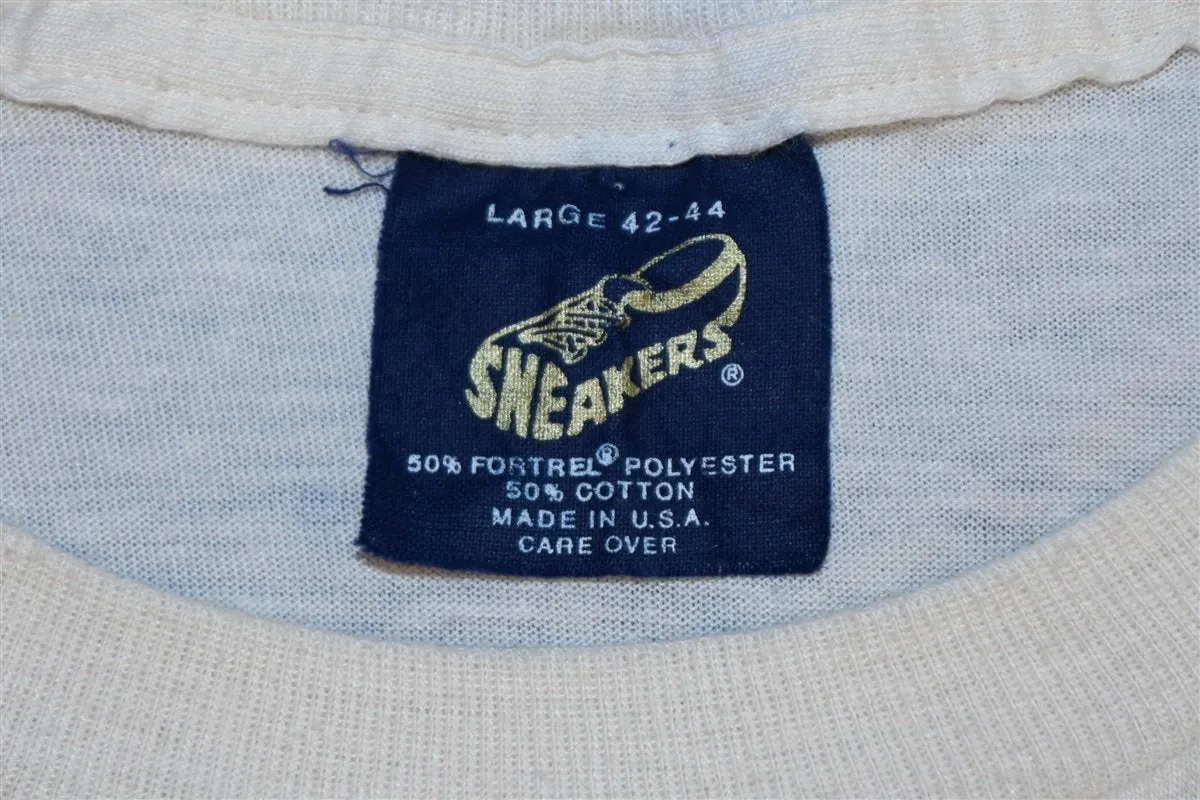 LARGE 42-44
SNEAKERS®
50% FORTREL® POLYESTER
50% COTTON
MADE IN U.S.A.
CARE OVER